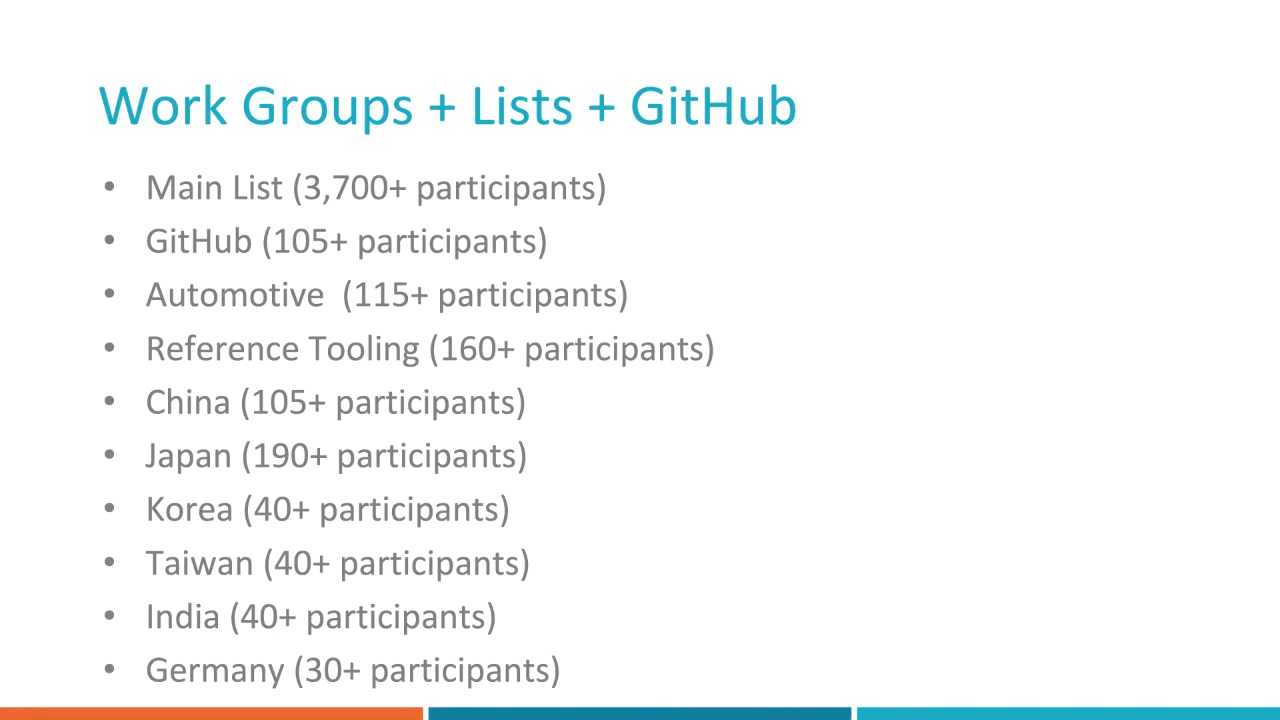 Work Groups + Lists + GitHub
• Main List (3,700+ participants)
• GitHub (105+ participants)
• Automotive  (115+ participants)
• Reference Tooling (160+ participants)
• China (105+ participants)
• Japan (190+ participants)
• Korea (40+ participants)
• Taiwan (40+ participants)
• India (40+ participants)
• Germany (30+ participants)